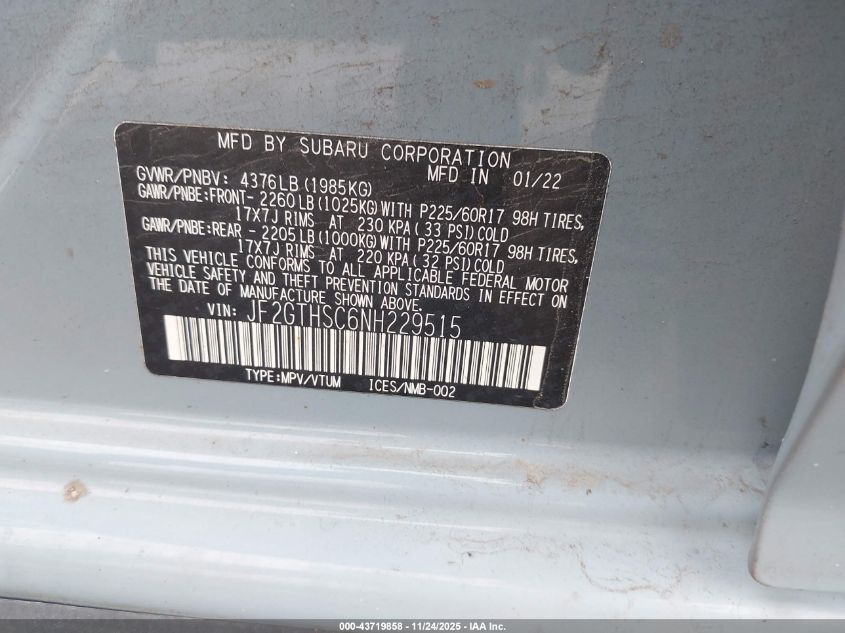 MFD BY SUBARU CORPORATION
GVWR/PNBV: 4376LB(1985KG) MFD IN 01/22
GAWR/PNBE:FRONT- 2260LB(1025KG)WITH P225/60R17 98H TIRES,
17X7J RIMS AT 230 KPA(33 PSI)COLD
GAWR/PNBE:REAR - 2205LB(1000KG)WITH P225/60R17 98H TIRES,
17X7J RIMS AT 220 KPA(32 PSI)COLD
THIS VEHICLE CONFORMS TO ALL APPLICABLE FEDERAL MOTOR
VEHICLE SAFETY AND THEFT PREVENTION STANDARDS IN EFFECT ON
THE DATE OF MANUFACTURE SHOWN ABOVE.
VIN: JF2GTHSC6NH229515
TYPE:MPV/VTUM ICES/NMB-002
000-43719858 - 11/24/2025 - IAA Inc.